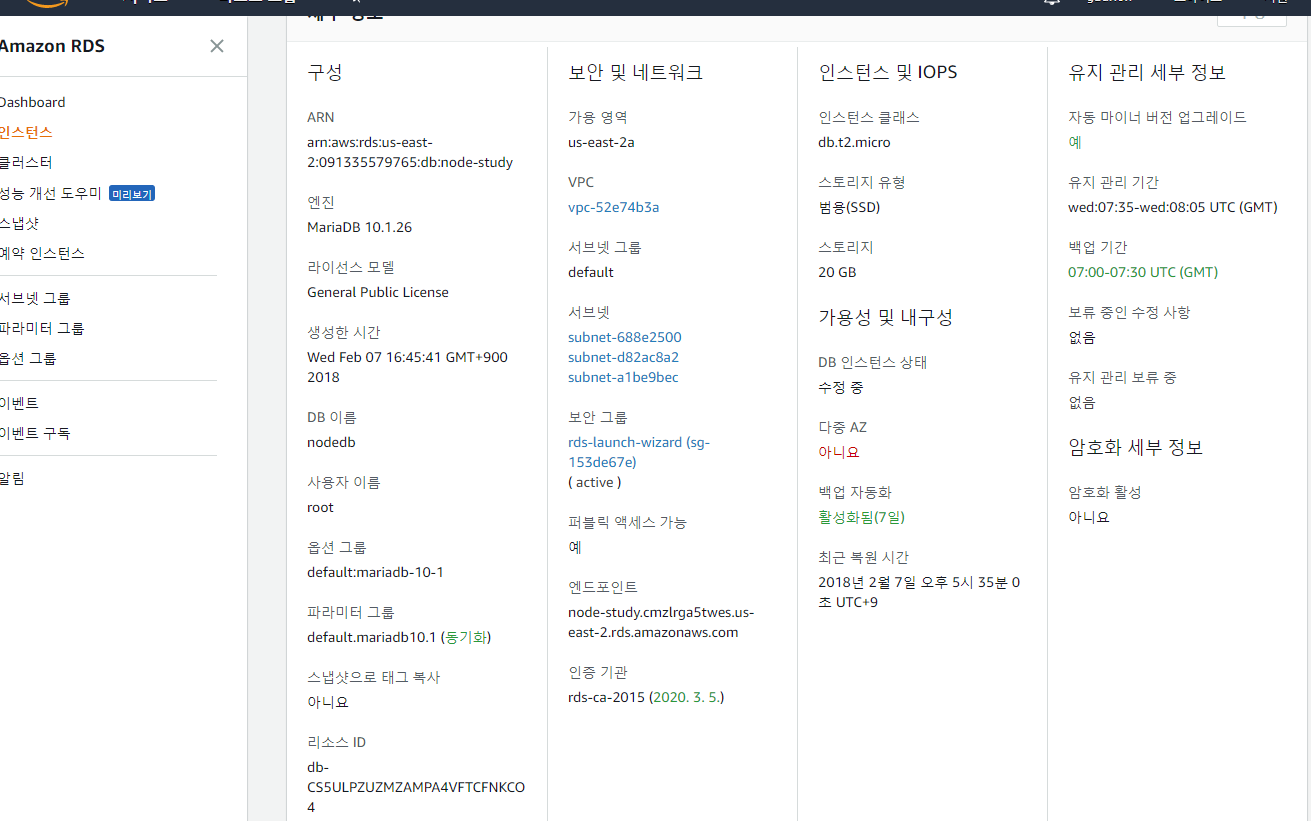 Amazon RDS
Dashboard
인스턴스
클러스터
성능 개선 도우미 미리보기
스냅샷
예약 인스턴스
서브넷 그룹
파라미터 그룹
옵션 그룹
이벤트
이벤트 구독
알림
구성
ARN
arn:aws:rds:us-east-
2:091335579765:db:node-study
엔진
MariaDB 10.1.26
라이선스 모델
General Public License
생성한 시간
Wed Feb 07 16:45:41 GMT+900
2018
DB 이름
nodedb
사용자 이름
root
옵션 그룹
default:mariadb-10-1
파라미터 그룹
default.mariadb10.1 (동기화)
스냅샷으로 태그 복사
아니요
리소스 ID
db-
CS5ULPZUZMZAMPA4VFTCFNKCO
4
보안 및 네트워크
가용 영역
us-east-2a
VPC
vpc-52e74b3a
서브넷 그룹
default
서브넷
subnet-688e2500
subnet-d82ac8a2
subnet-a1be9bec
보안 그룹
rds-launch-wizard (sg-
153de67e)
( active )
퍼블릭 액세스 가능
예
엔드포인트
node-study.cmzlrga5twes.us-
east-2.rds.amazonaws.com
인증 기관
rds-ca-2015 (2020. 3. 5.)
인스턴스 및 IOPS
인스턴스 클래스
db.t2.micro
스토리지 유형
범용(SSD)
스토리지
20 GB
가용성 및 내구성
DB 인스턴스 상태
수정 중
다중 AZ
아니요
백업 자동화
활성화됨(7일)
최근 복원 시간
2018년 2월 7일 오후 5시 35분 0
초 UTC+9
유지 관리 세부 정보
자동 마이너 버전 업그레이드
예
유지 관리 기간
wed:07:35-wed:08:05 UTC (GMT)
백업 기간
07:00-07:30 UTC (GMT)
보류 중인 수정 사항
없음
유지 관리 보류 중
없음
암호화 세부 정보
암호화 활성
아니요